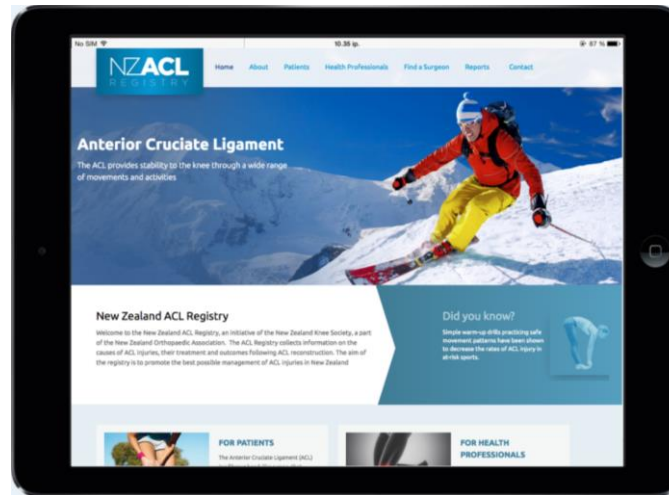 No SIM
10.36 ip.
87 %
NZACL
REGISTRY
Home About Patients Health Professionals Find a Surgeon Reports Contact
Anterior Cruciate Ligament
The ACL provides stability to the knee through a wide range
of movements and activities
New Zealand ACL Registry
Welcome to the New Zealand ACL Registry, an initiative of the New Zealand Knee Society, a part
of the New Zealand Orthopaedic Association. The ACL Registry collects information on the
causes of ACL injuries, their treatment and outcomes following ACL reconstruction. The aim of
the registry is to promote the best possible management of ACL injuries in New Zealand
Did you know?
Simple warm-up drills practicing safe
movement patterns have been shown
to decrease the rates of ACL injury in
at-risk sports.
FOR PATIENTS
The Anterior Cruciate Ligament (ACL)
FOR HEALTH
PROFESSIONALS